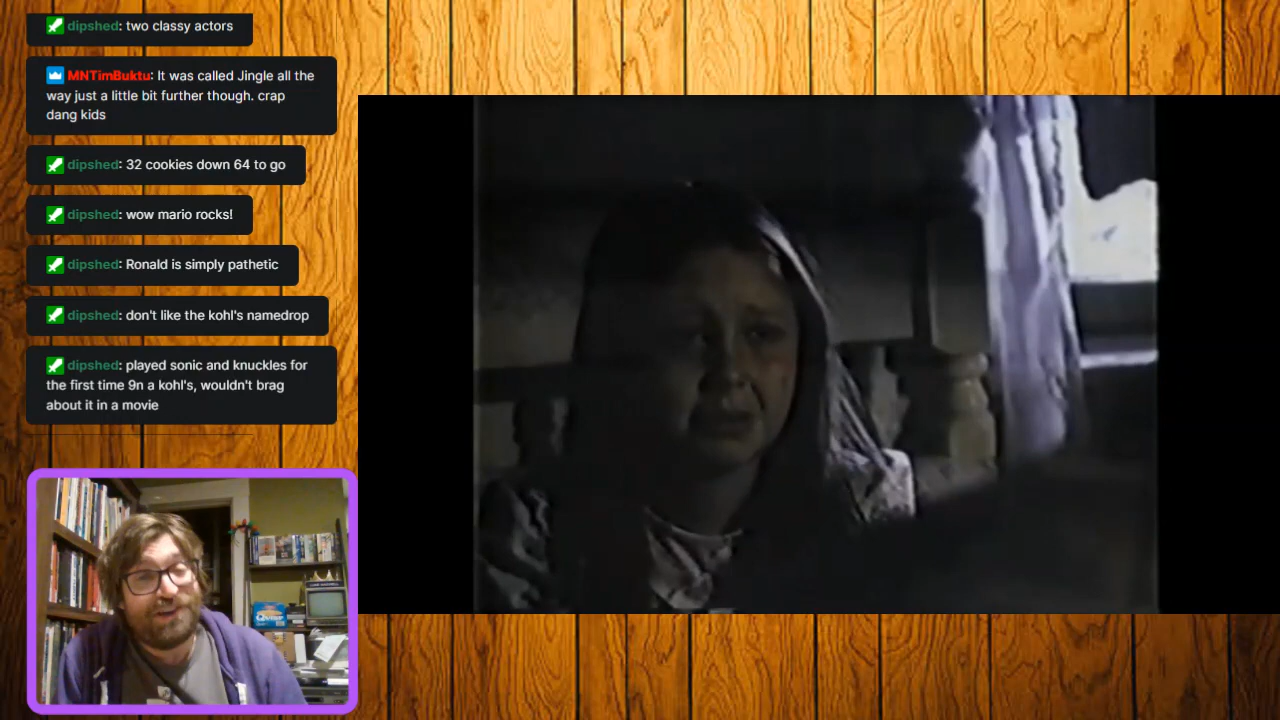 dipshed: two classy actors
MNTimBuktu: It was called Jingle all the
way just a little bit further though. crap
dang kids
dipshed: 32 cookies down 64 to go
dipshed: wow mario rocks!
dipshed: Ronald is simply pathetic
dipshed: don't like the kohl's namedrop
dipshed: played sonic and knuckles for
the first time 9n a kohl's, wouldn't brag
about it in a movie